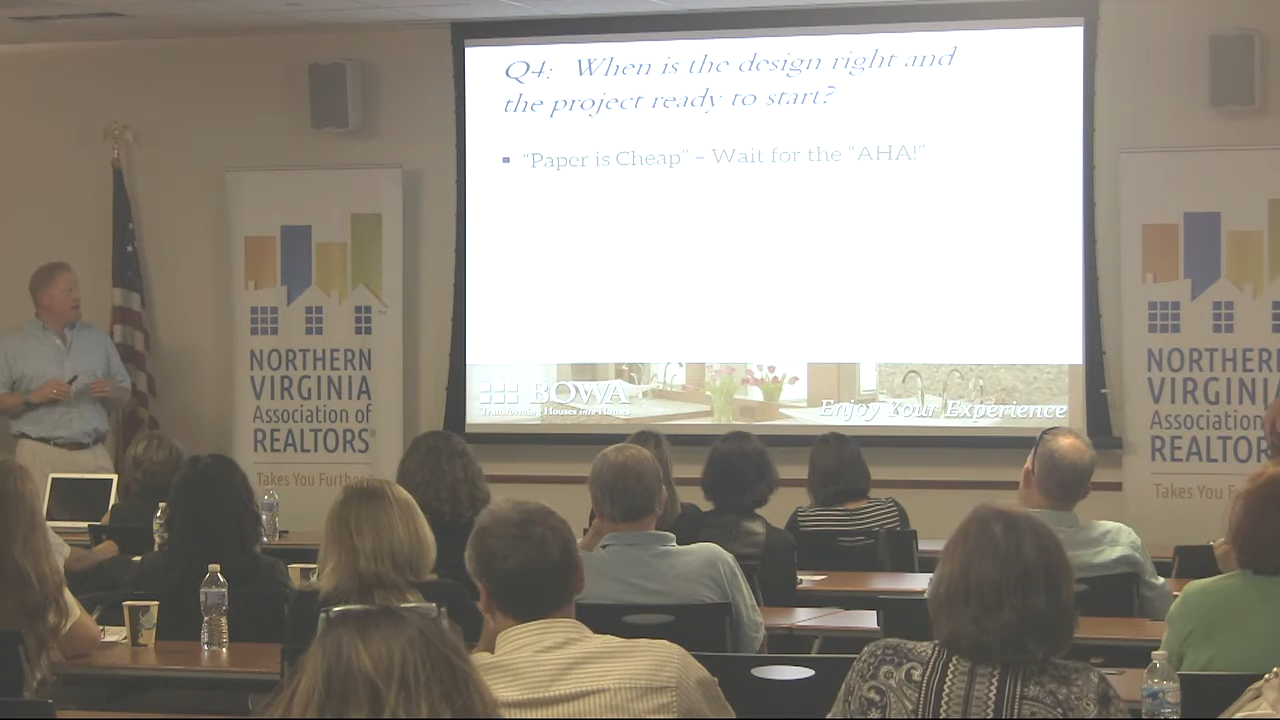 Q4: When is the design right and
the project ready to start?
"Paper is Cheap" – Wait for the "AHA!"
BOWA
Transforming Houses into Homes
Enjoy Your Experience
NORTHERN
VIRGINIA
Association of
REALTORS®
Takes You Further
NORTHERN
VIRGINIA
Association
REALTOR
Takes You F